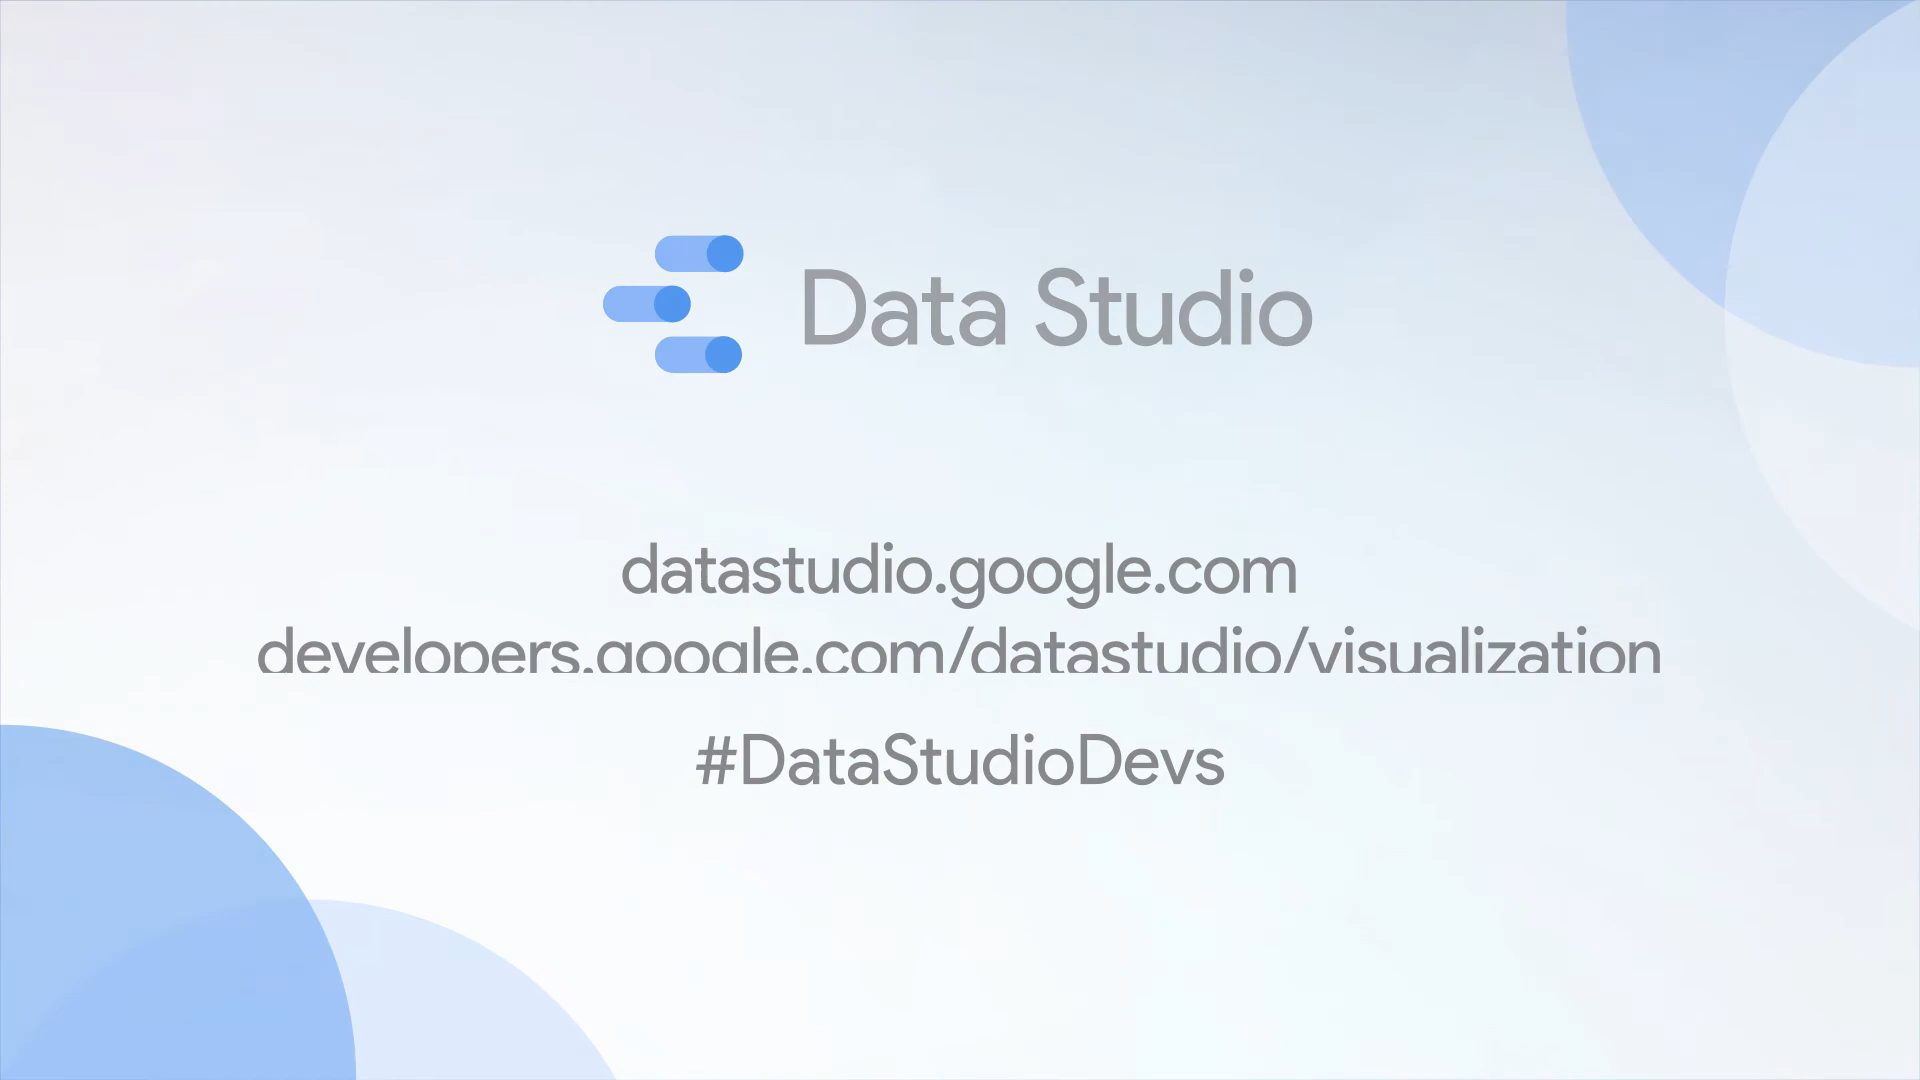 Data Studio
datastudio.google.com
developers.google.com/datastudio/visualization
#DataStudioDevs